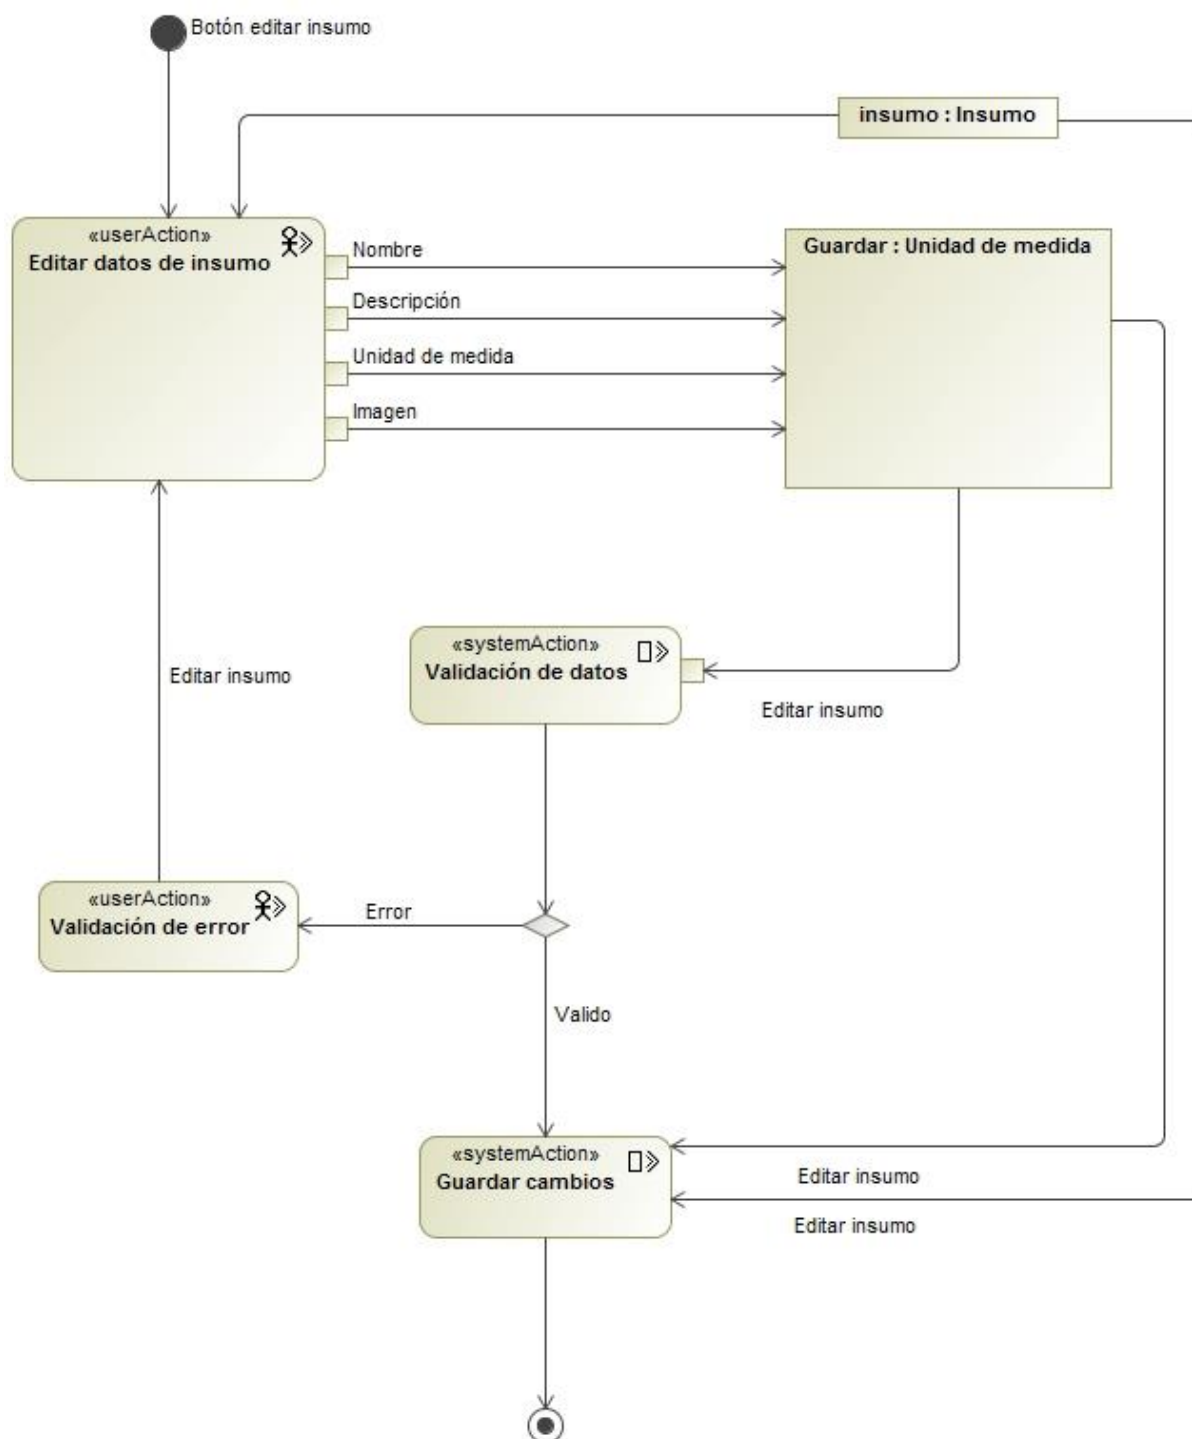 Botón editar insumo
insumo : Insumo
«userAction»
Editar datos de insumo
Nombre
Descripción
Unidad de medida
Imagen
Guardar : Unidad de medida
«systemAction»
Validación de datos
Editar insumo
Editar insumo
«userAction»
Validación de error
Error
Valido
«systemAction»
Guardar cambios
Editar insumo
Editar insumo